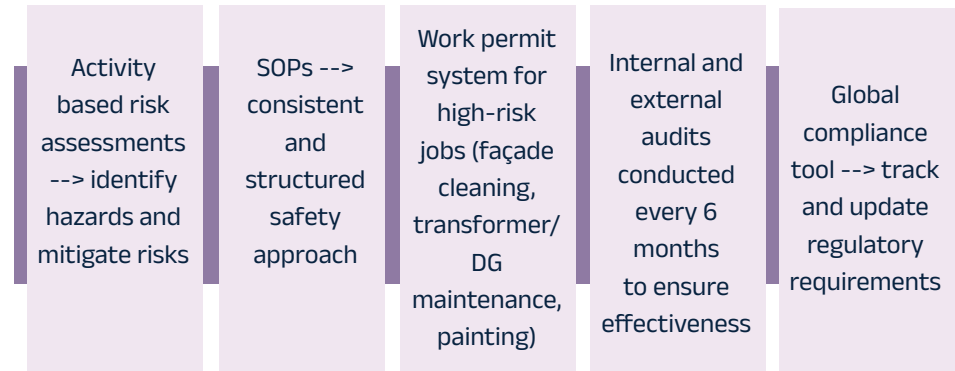 Activity
based risk
assessments
--> identify
hazards and
mitigate risks
SOPs -->
consistent
and
structured
safety
approach
Work permit
system for
high-risk
jobs (façade
cleaning,
transformer/
DG
maintenance,
painting)
Internal and
external
audits
conducted
every 6
months
to ensure
effectiveness
Global
compliance
tool --> track
and update
regulatory
requirements